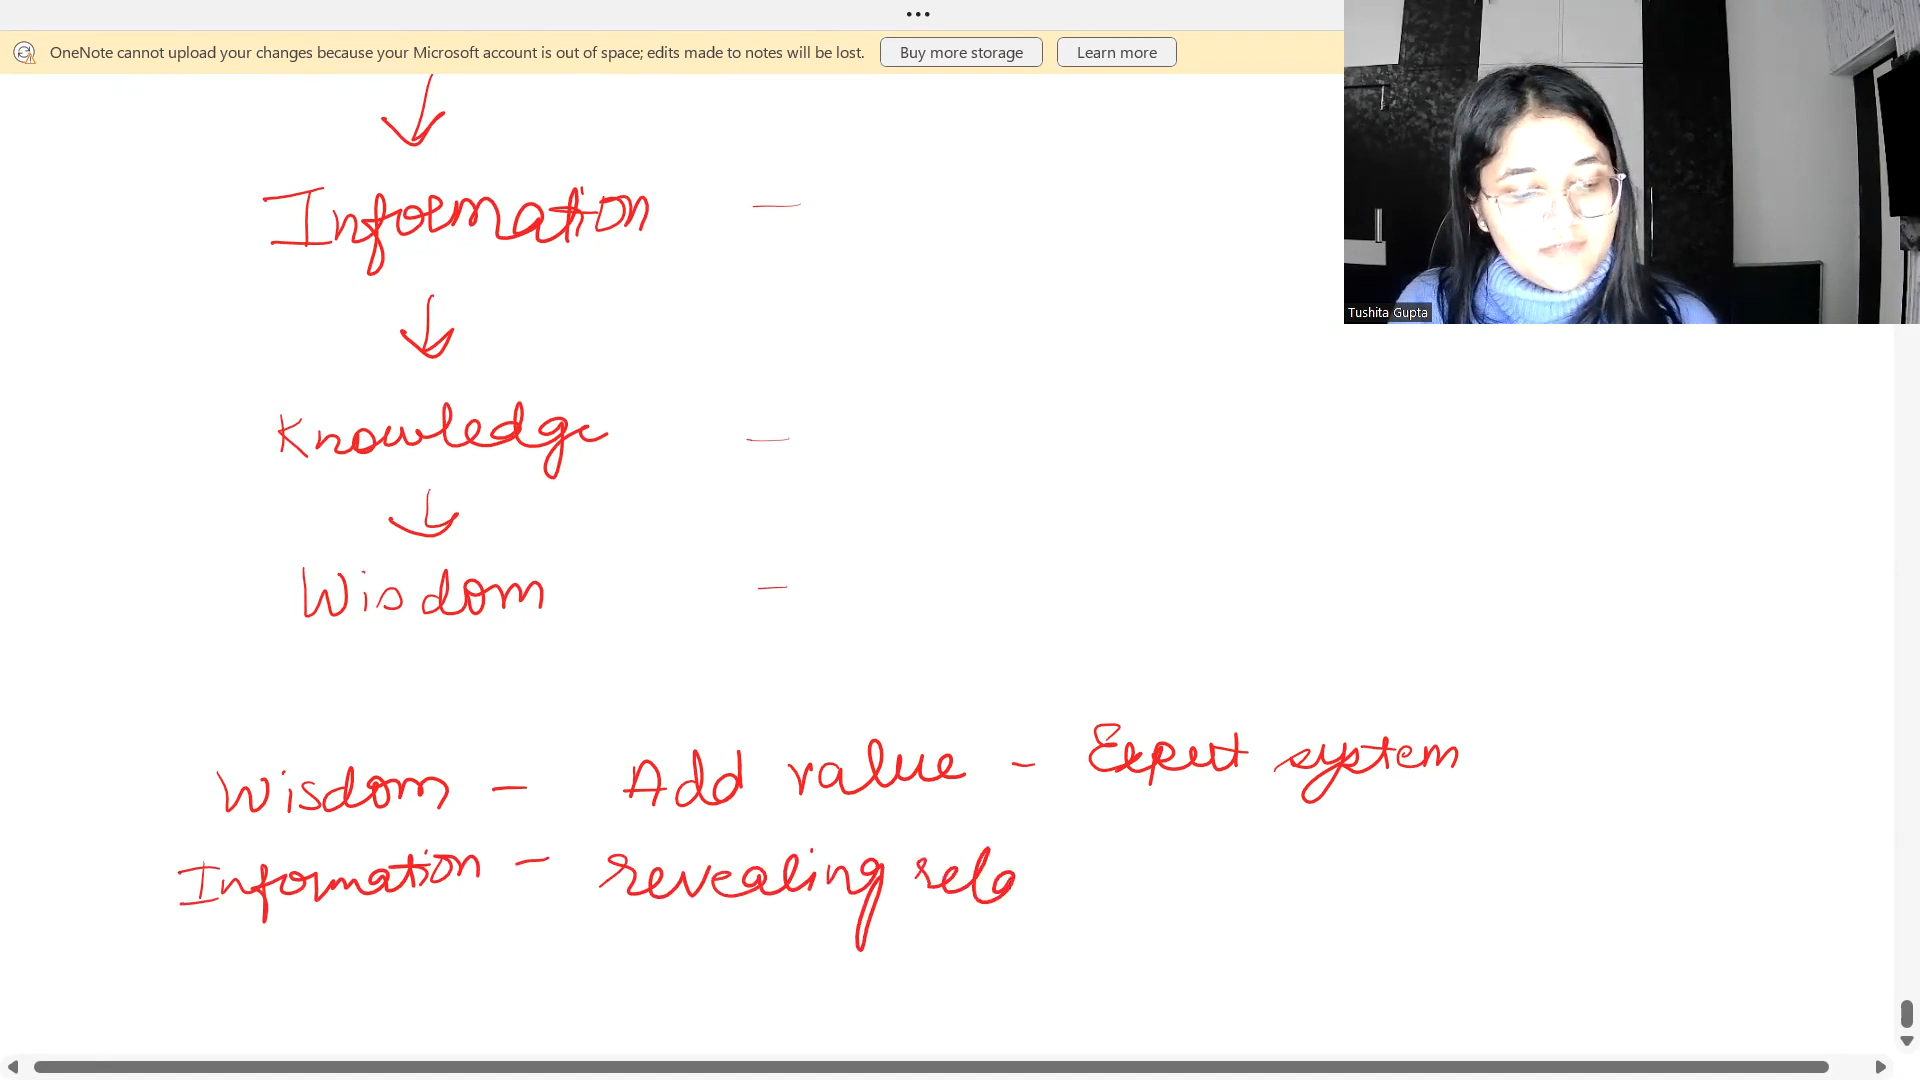 •••
OneNote cannot upload your changes because your Microsoft account is out of space; edits made to notes will be lost. Buy more storage Learn more
Tushita Gupta
Information –
Knowledge –
Wisdom –
Wisdom – Add value – Expert system
Information – revealing rela